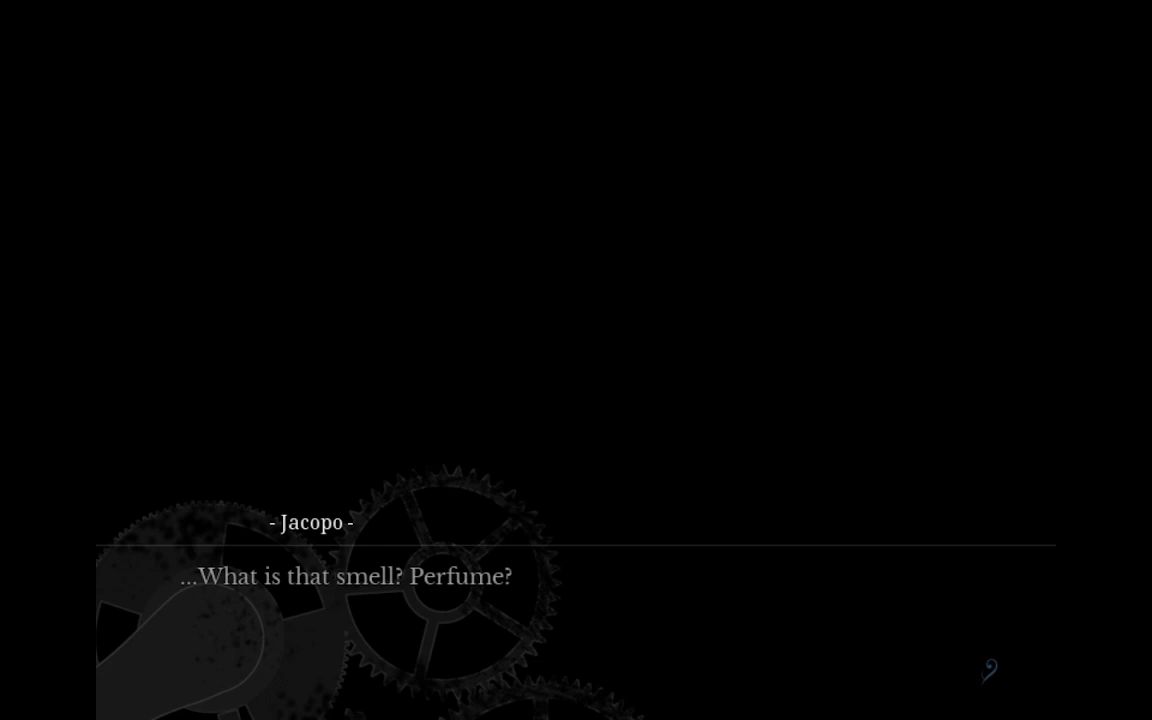 - Jacopo -
...What is that smell? Perfume?